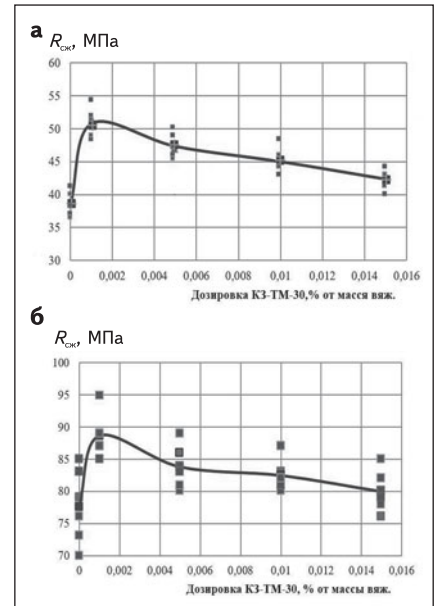 а
Rсж, МПа
60
55
50
45
40
35
30
0 0,002 0,004 0,006 0,008 0,01 0,012 0,014 0,016
Дозировка КЗ-ТМ-30,% от масса вяж.
б
Rсж, МПа
100
95
90
85
80
75
70
0 0,002 0,004 0,006 0,008 0,01 0,012 0,014 0,016
Дозировка КЗ-ТМ-30, % от массы вяж.